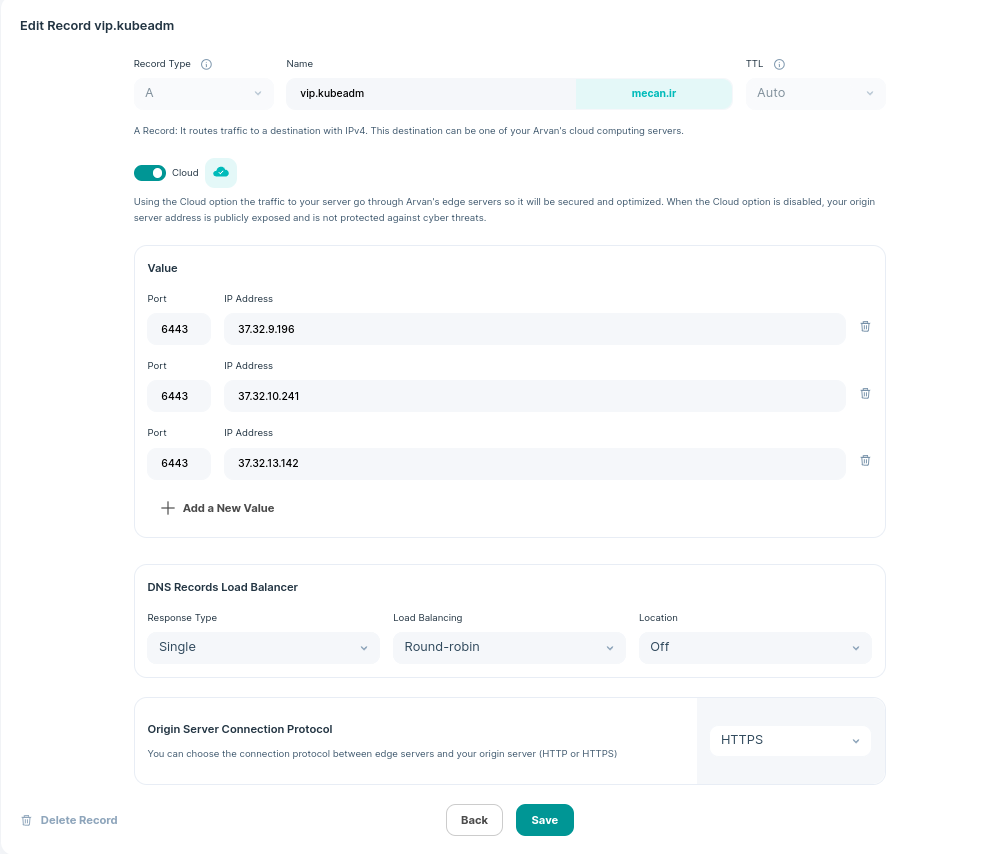 Edit Record vip.kubeadm
Record Type Name TTL
A vip.kubeadm mecan.ir Auto
A Record: It routes traffic to a destination with IPv4. This destination can be one of your Arvan's cloud computing servers.
Cloud
Using the Cloud option the traffic to your server go through Arvan's edge servers so it will be secured and optimized. When the Cloud option is disabled, your origin
server address is publicly exposed and is not protected against cyber threats.
Value
Port IP Address
6443 37.32.9.196
Port IP Address
6443 37.32.10.241
Port IP Address
6443 37.32.13.142
Add a New Value
DNS Records Load Balancer
Response Type Load Balancing Location
Single Round-robin Off
Origin Server Connection Protocol
You can choose the connection protocol between edge servers and your origin server (HTTP or HTTPS)
HTTPS
Delete Record Back Save